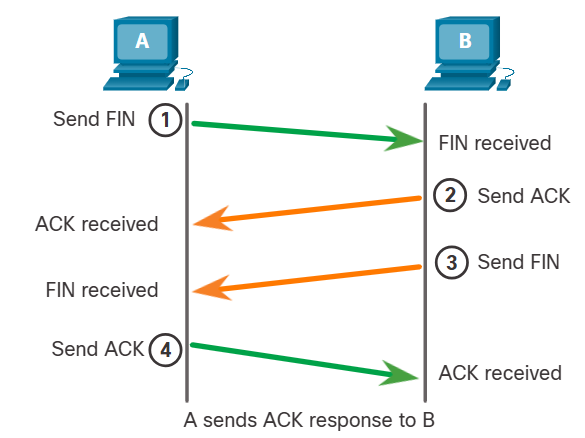 A
B
Send FIN 1
FIN received
2 Send ACK
ACK received
3 Send FIN
FIN received
Send ACK 4
ACK received
A sends ACK response to B